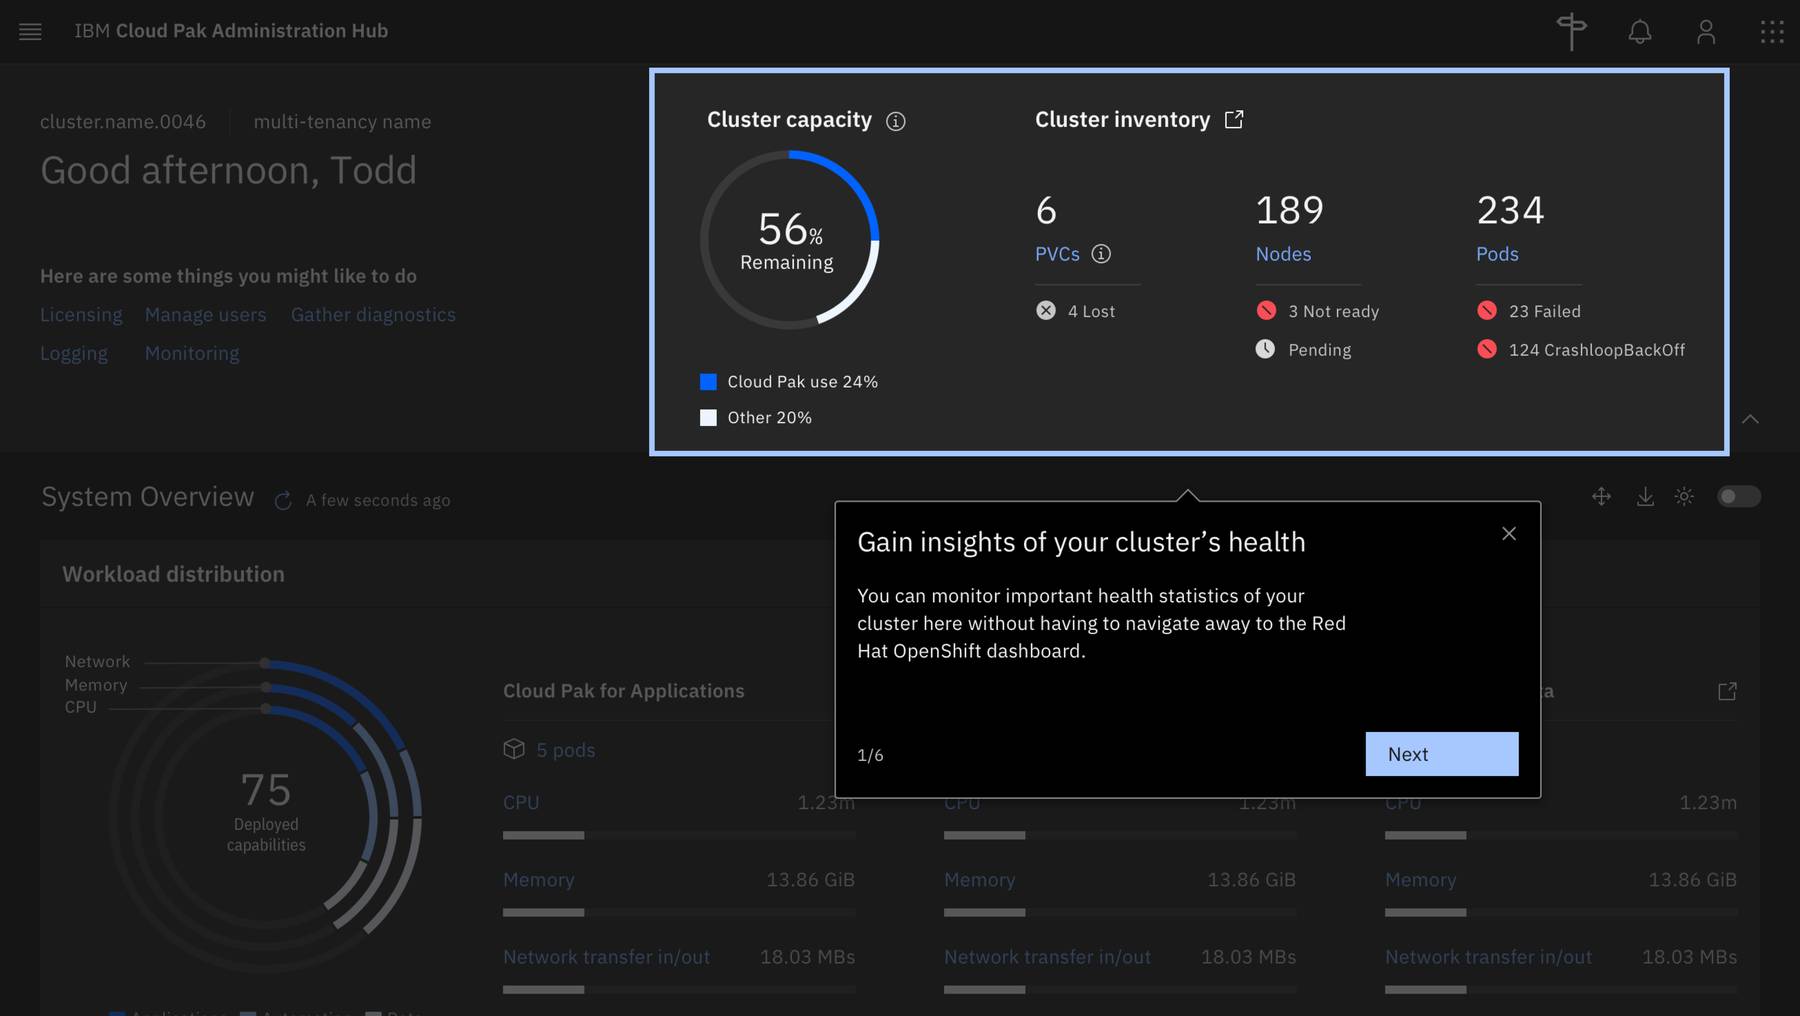 IBM Cloud Pak Administration Hub
cluster.name.0046 multi-tenancy name
Good afternoon, Todd
Here are some things you might like to do
Licensing Manage users Gather diagnostics
Logging Monitoring
Cluster capacity
56%
Remaining
Cloud Pak use 24%
Other 20%
Cluster inventory
6
PVCs
4 Lost
189
Nodes
3 Not ready
Pending
234
Pods
23 Failed
124 CrashloopBackOff
System Overview A few seconds ago
Gain insights of your cluster’s health
You can monitor important health statistics of your
cluster here without having to navigate away to the Red
Hat OpenShift dashboard.
1/6
Next
Workload distribution
Network
Memory
CPU
75
Deployed
capabilities
Cloud Pak for Applications
5 pods
CPU 1.23m
Memory 13.86 GiB
Network transfer in/out 18.03 MBs
CPU 1.23m
Memory 13.86 GiB
Network transfer in/out 18.03 MBs
CPU 1.23m
Memory 13.86 GiB
Network transfer in/out 18.03 MBs